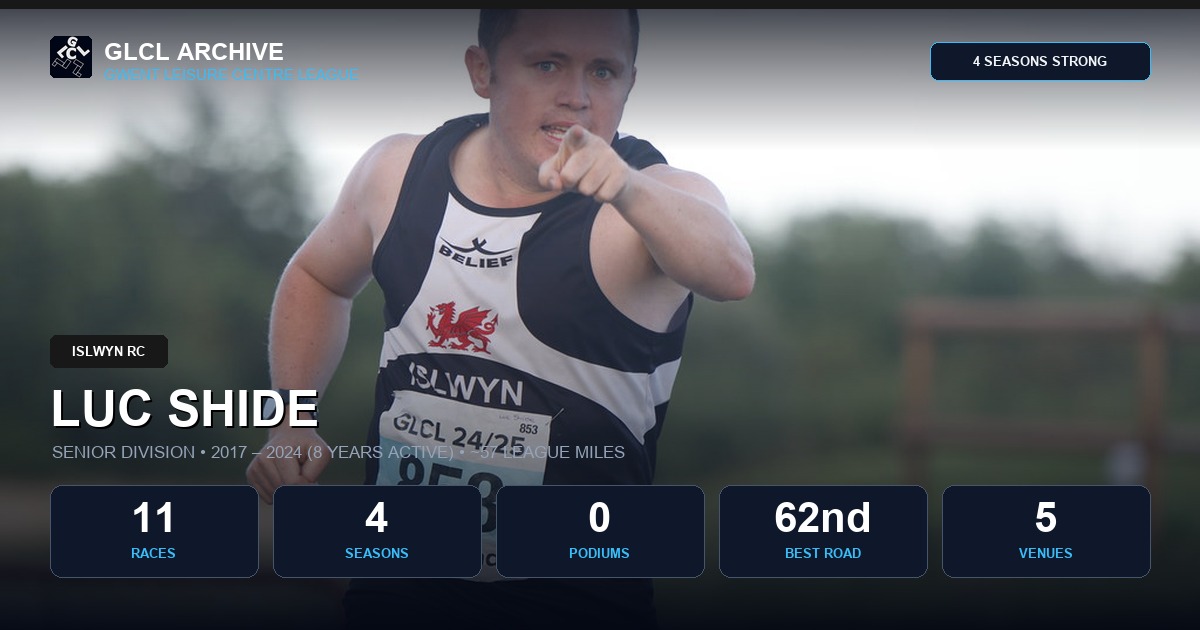 GLCL ARCHIVE
GWENT LEISURE CENTRE LEAGUE
4 SEASONS STRONG
BELIEF
ISLWYN
GLCL 24/25
853
853
ISLWYN RC
LUC SHIDE
SENIOR DIVISION • 2017 – 2024 (8 YEARS ACTIVE) • ~57 LEAGUE MILES
11
RACES
4
SEASONS
0
PODIUMS
62nd
BEST ROAD
5
VENUES